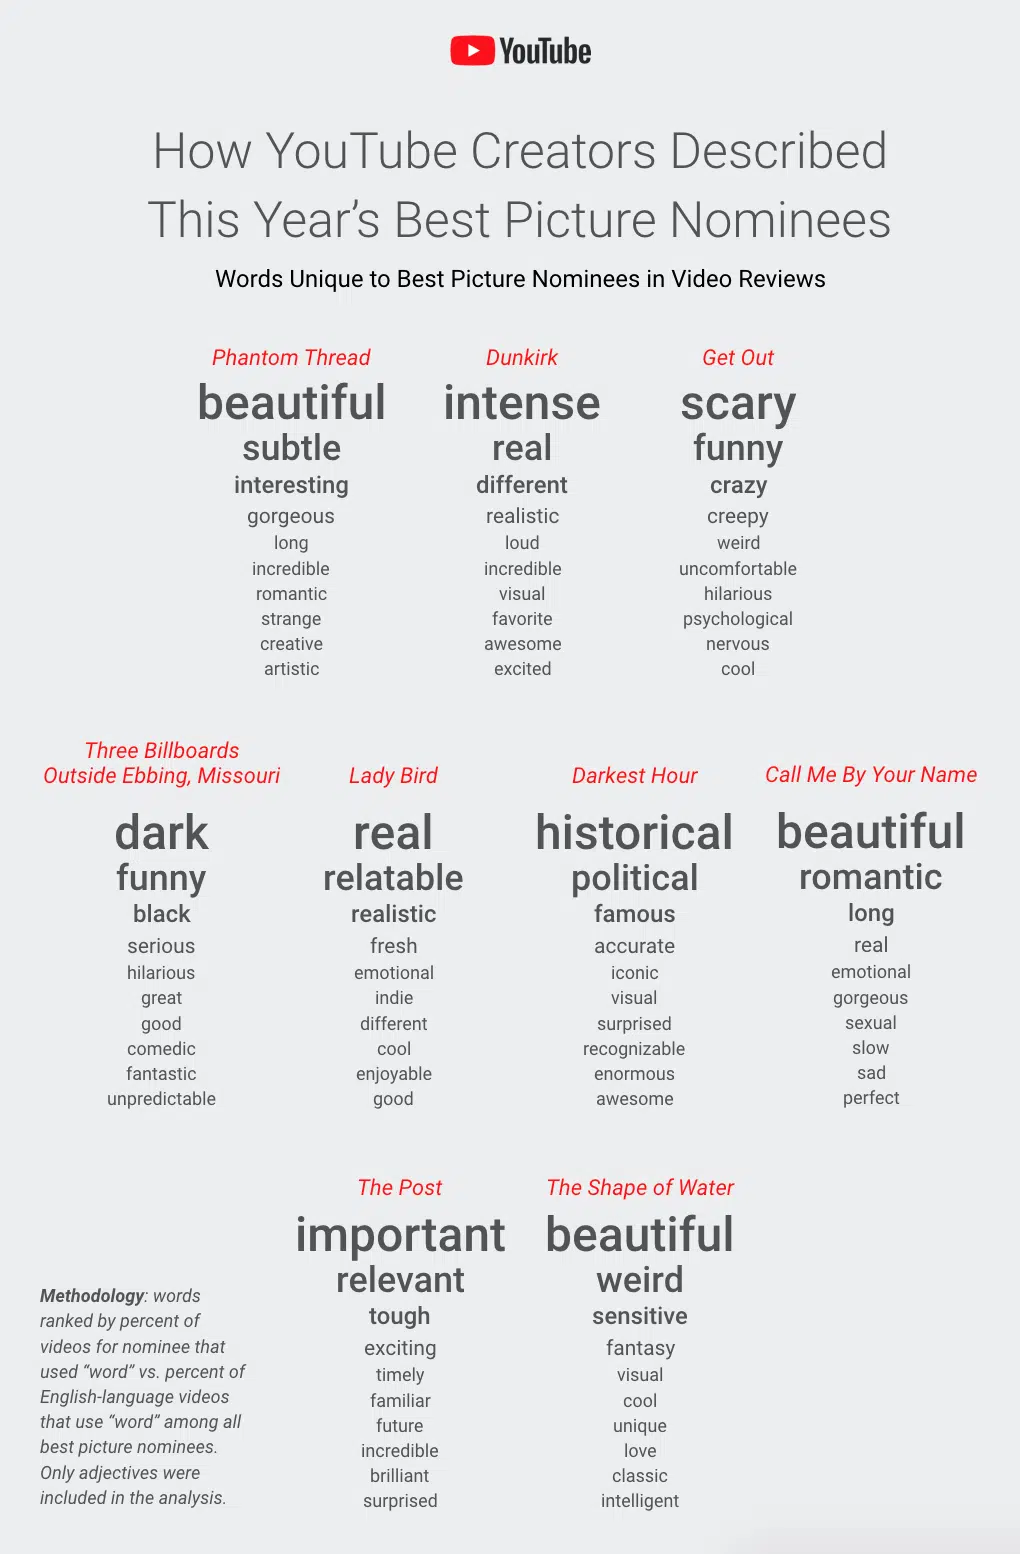 YouTube
How YouTube Creators Described
This Year’s Best Picture Nominees
Words Unique to Best Picture Nominees in Video Reviews
Phantom Thread
beautiful
subtle
interesting
gorgeous
long
incredible
romantic
strange
creative
artistic
Dunkirk
intense
real
different
realistic
loud
incredible
visual
favorite
awesome
excited
Get Out
scary
funny
crazy
creepy
weird
uncomfortable
hilarious
psychological
nervous
cool
Three Billboards
Outside Ebbing, Missouri
dark
funny
black
serious
hilarious
great
good
comedic
fantastic
unpredictable
Lady Bird
real
relatable
realistic
fresh
emotional
indie
different
cool
enjoyable
good
Darkest Hour
historical
political
famous
accurate
iconic
visual
surprised
recognizable
enormous
awesome
Call Me By Your Name
beautiful
romantic
long
real
emotional
gorgeous
sexual
slow
sad
perfect
The Post
important
relevant
tough
exciting
timely
familiar
future
incredible
brilliant
surprised
The Shape of Water
beautiful
weird
sensitive
fantasy
visual
cool
unique
love
classic
intelligent
Methodology: words
ranked by percent of
videos for nominee that
used “word” vs. percent of
English-language videos
that use “word” among all
best picture nominees.
Only adjectives were
included in the analysis.